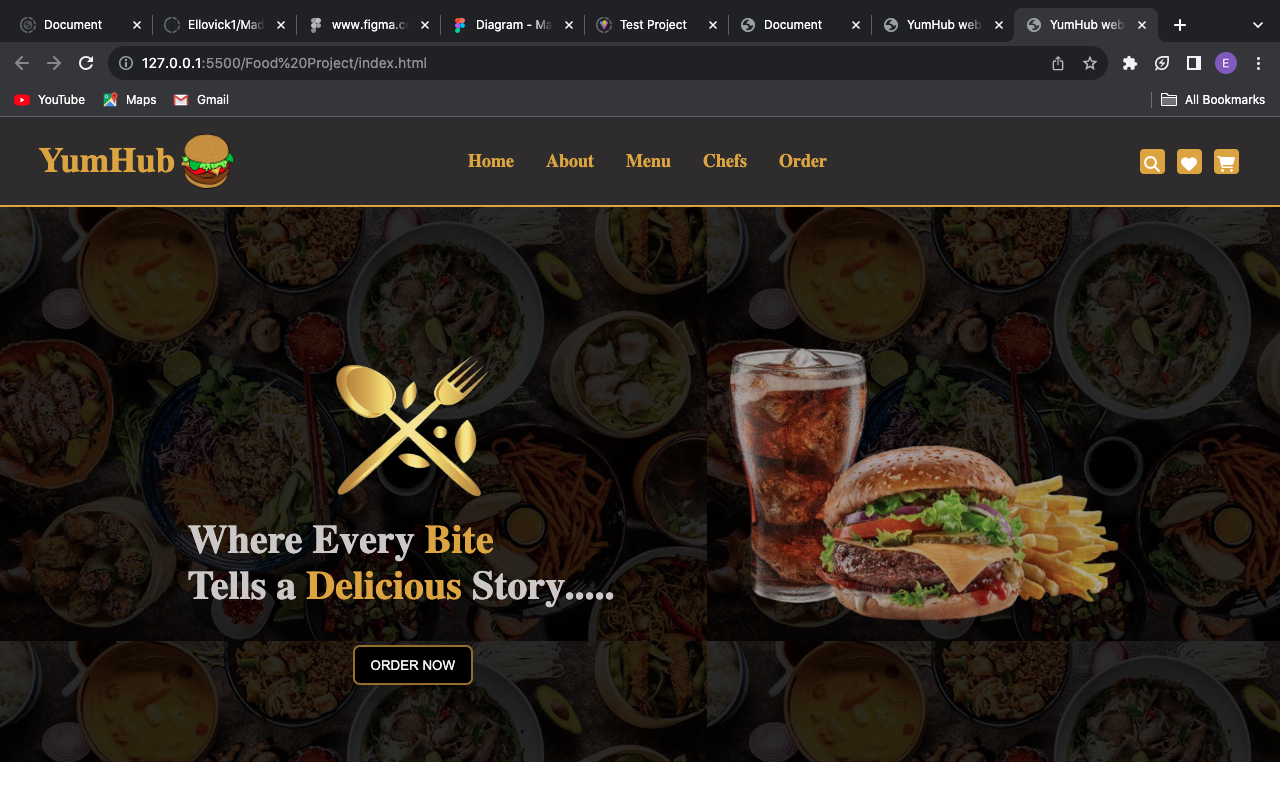 Document
Ellovick1/Mad
www.figma.c
Diagram - Ma
Test Project
Document
YumHub web
YumHub web
127.0.0.1:5500/Food%20Project/index.html
E
YouTube
Maps
Gmail
All Bookmarks
YumHub
Home
About
Menu
Chefs
Order
Where Every Bite
Tells a Delicious Story.....
ORDER NOW